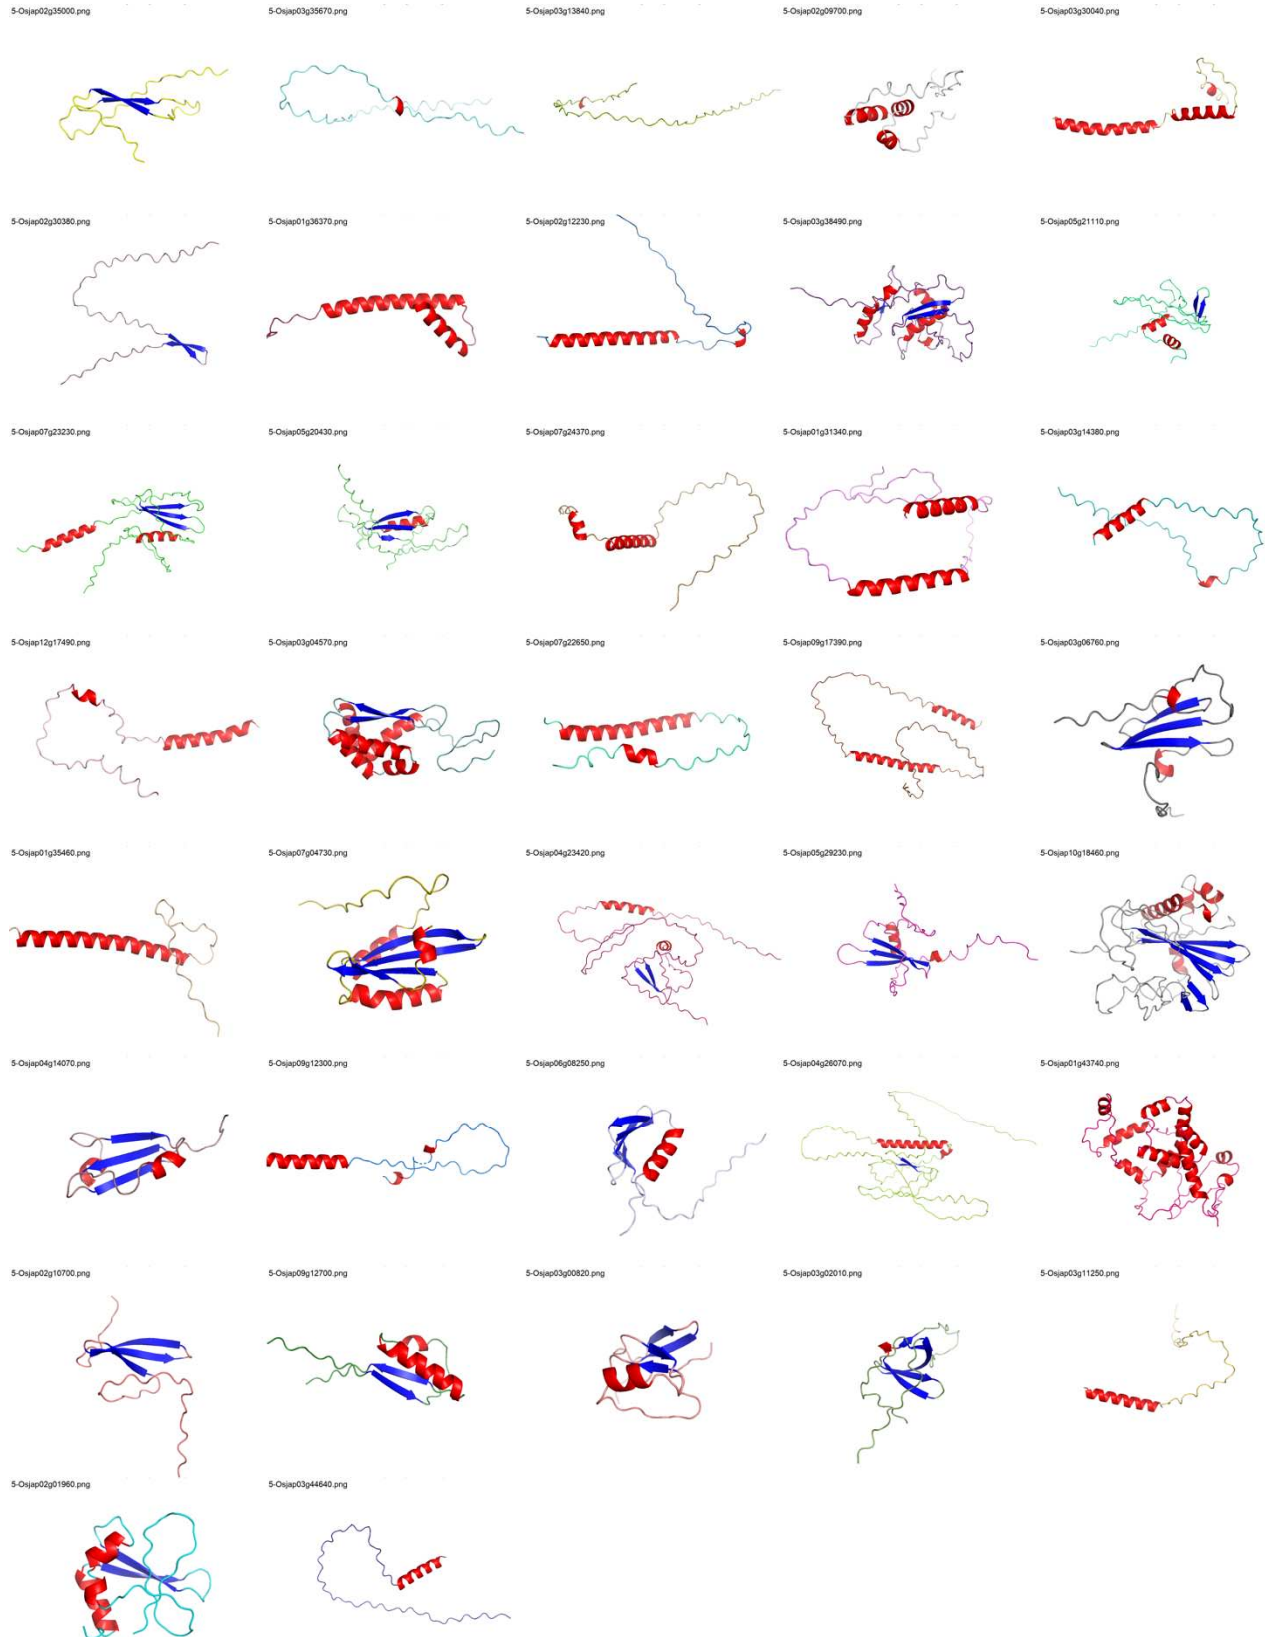 5-Osjap02g35000.png 5-Osjap03g35670.png 5-Osjap03g13840.png 5-Osjap02g09700.png 5-Osjap03g30040.png
5-Osjap02g30380.png 5-Osjap01g36370.png 5-Osjap02g12230.png 5-Osjap03g38490.png 5-Osjap05g21110.png
5-Osjap07g23230.png 5-Osjap05g20430.png 5-Osjap07g24370.png 5-Osjap01g31340.png 5-Osjap03g14380.png
5-Osjap12g17490.png 5-Osjap03g04570.png 5-Osjap07g22650.png 5-Osjap09g17390.png 5-Osjap03g06760.png
5-Osjap01g35460.png 5-Osjap07g04730.png 5-Osjap04g23420.png 5-Osjap05g29230.png 5-Osjap10g18460.png
5-Osjap04g14070.png 5-Osjap09g12300.png 5-Osjap06g08250.png 5-Osjap04g26070.png 5-Osjap01g43740.png
5-Osjap02g10700.png 5-Osjap09g12700.png 5-Osjap03g00820.png 5-Osjap03g02010.png 5-Osjap03g11250.png
5-Osjap02g01960.png 5-Osjap03g44640.png